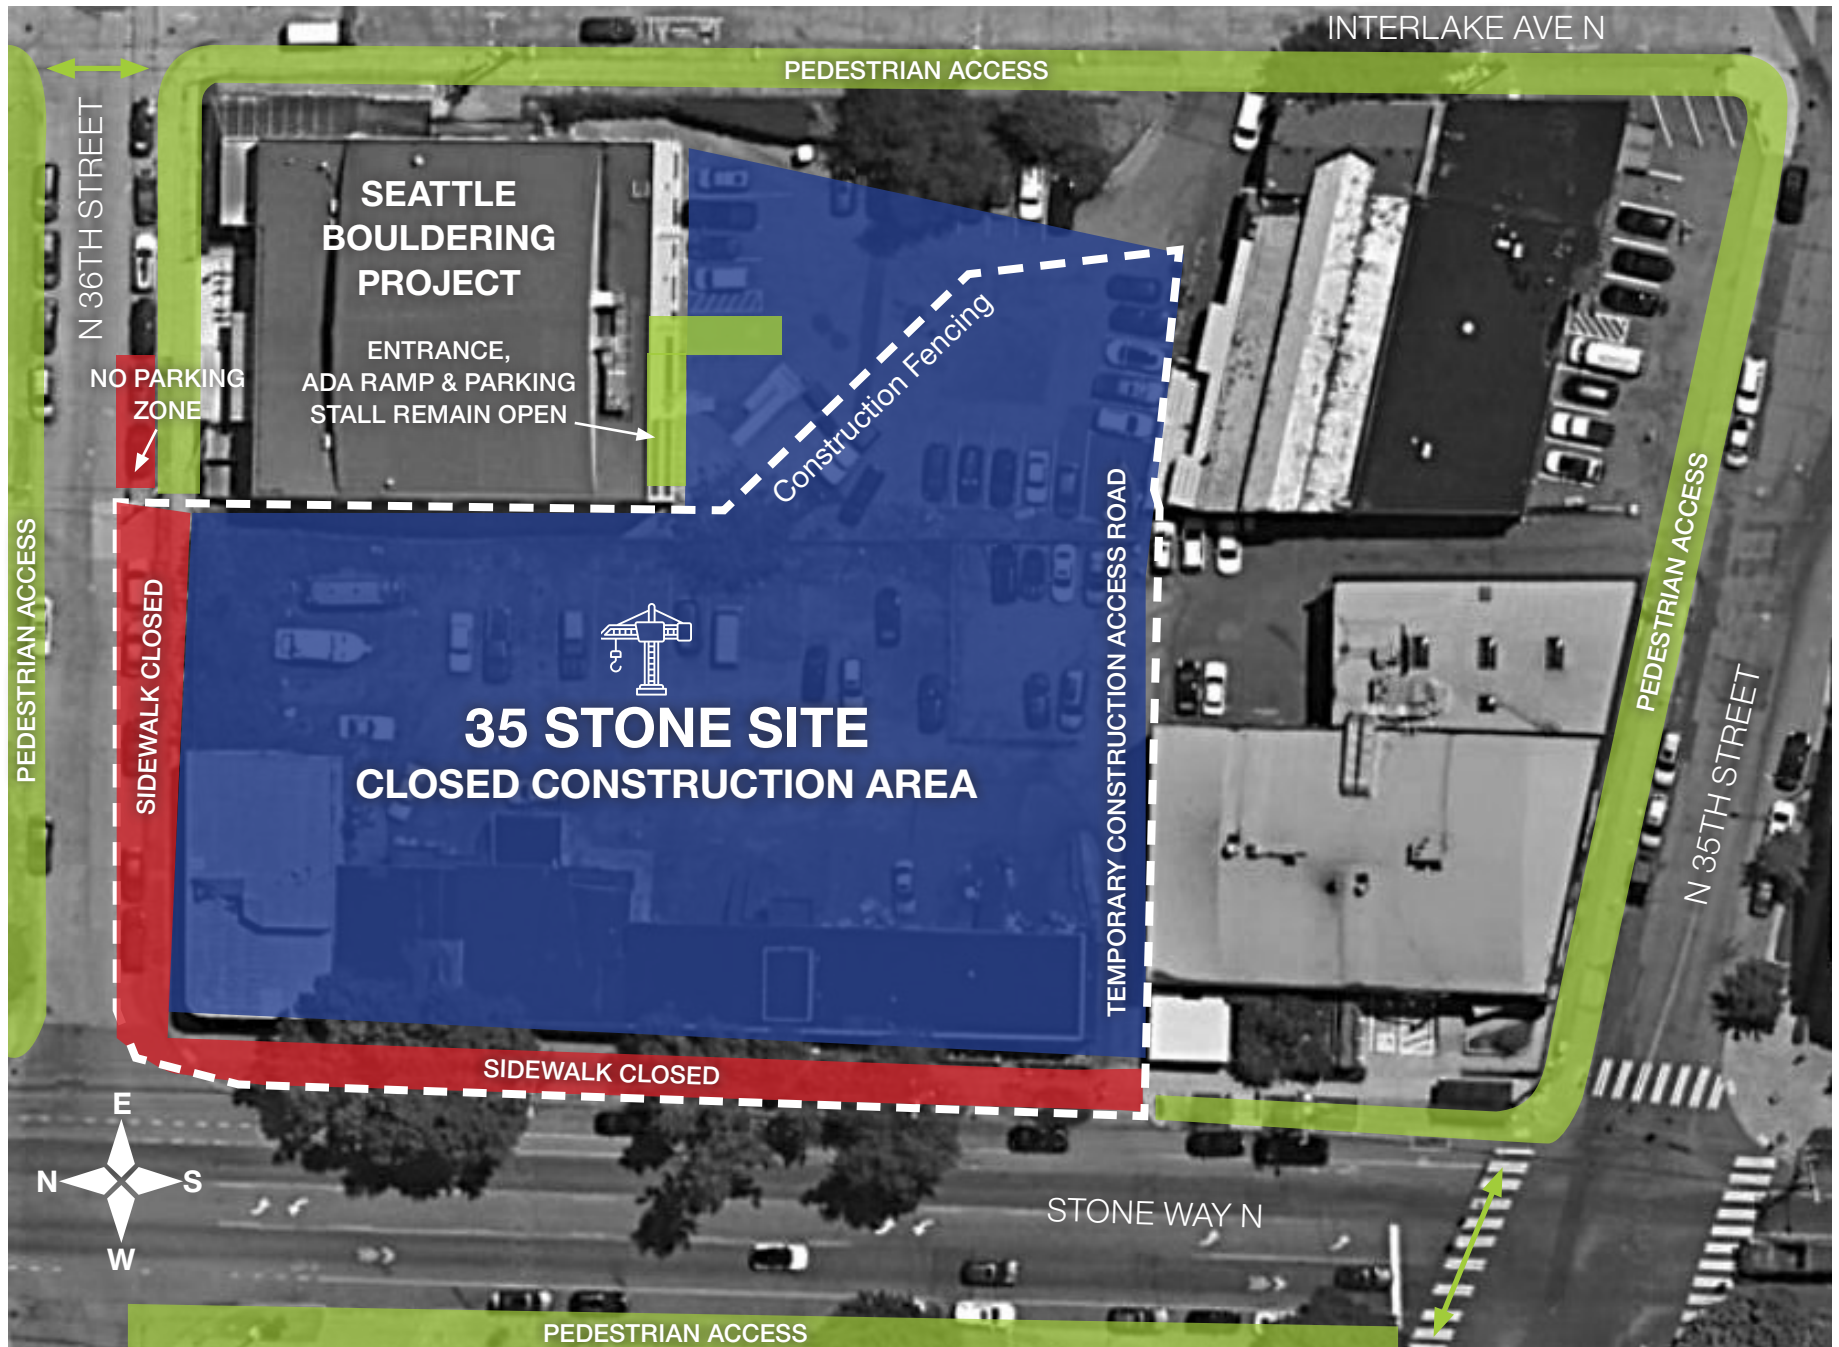 INTERLAKE AVE N
PEDESTRIAN ACCESS
N 36TH STREET
SEATTLE
BOULDERING
PROJECT
ENTRANCE,
ADA RAMP & PARKING
STALL REMAIN OPEN
NO PARKING
ZONE
Construction Fencing
PEDESTRIAN ACCESS
SIDEWALK CLOSED
35 STONE SITE
CLOSED CONSTRUCTION AREA
TEMPORARY CONSTRUCTION ACCESS ROAD
PEDESTRIAN ACCESS
N 35TH STREET
SIDEWALK CLOSED
E
N
S
W
STONE WAY N
PEDESTRIAN ACCESS